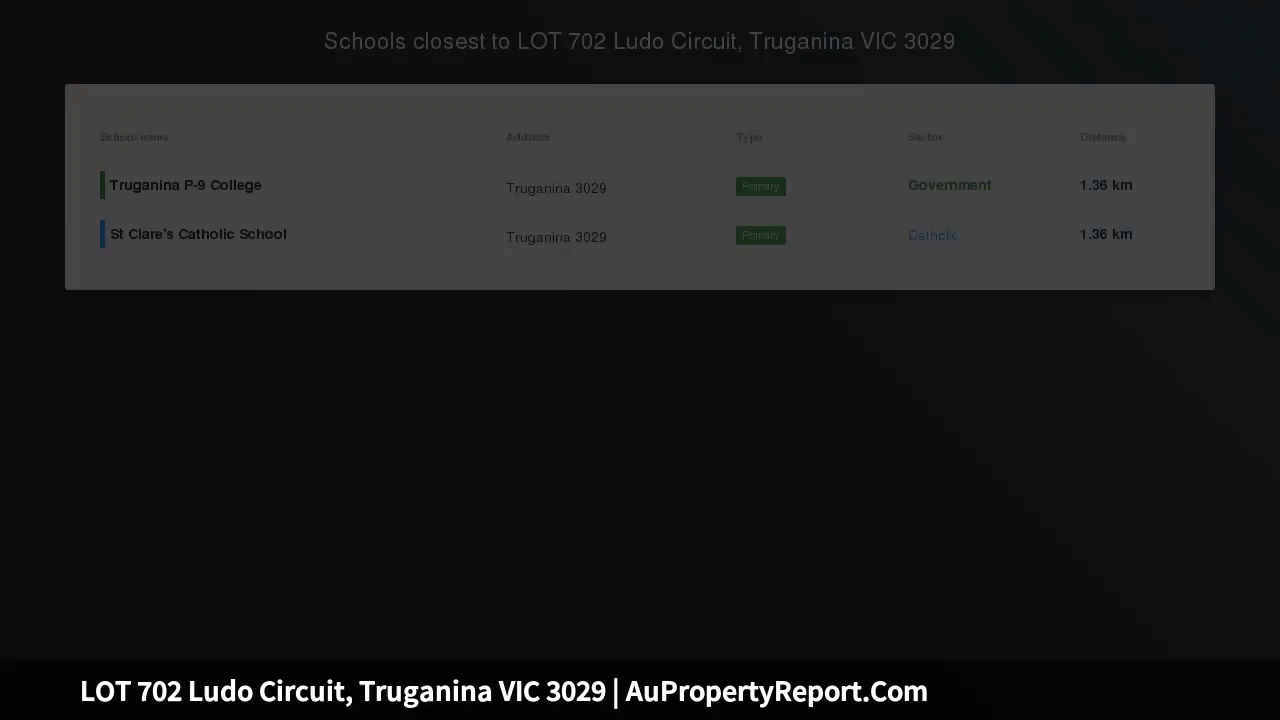 Schools closest to LOT 702 Ludo Circuit, Truganina VIC 3029
School name Address Type Sector Distance
Truganina P-9 College Truganina 3029 Primary Government 1.36 km
St Clare's Catholic School Truganina 3029 Primary Catholic 1.36 km
LOT 702 Ludo Circuit, Truganina VIC 3029 | AuPropertyReport.Com